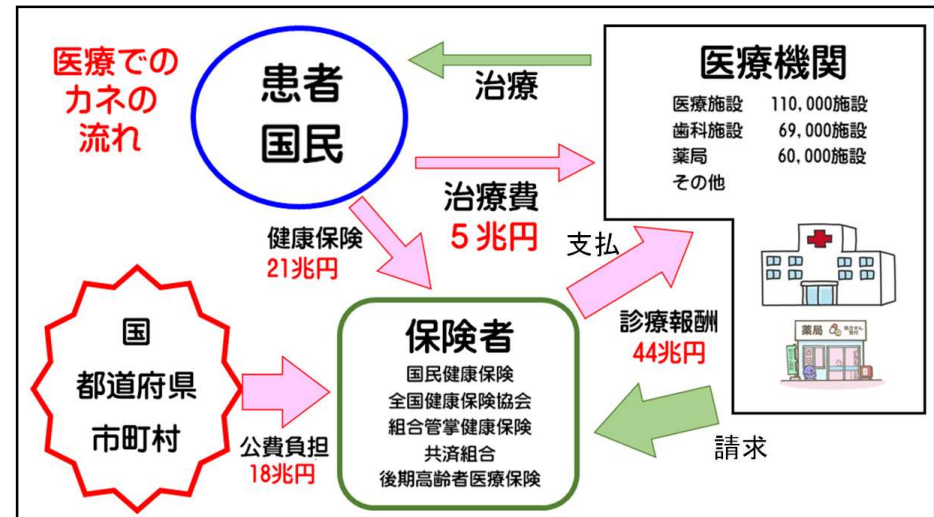 医療での
カネの
流れ
患者
国民
治療
治療費
5兆円
医療機関
医療施設 110,000施設
歯科施設 69,000施設
薬局 60,000施設
その他
健康保険
21兆円
支払
診療報酬
44兆円
請求
国
都道府県
市町村
公費負担
18兆円
保険者
国民健康保険
全国健康保険協会
組合管掌健康保険
共済組合
後期高齢者医療保険
薬局